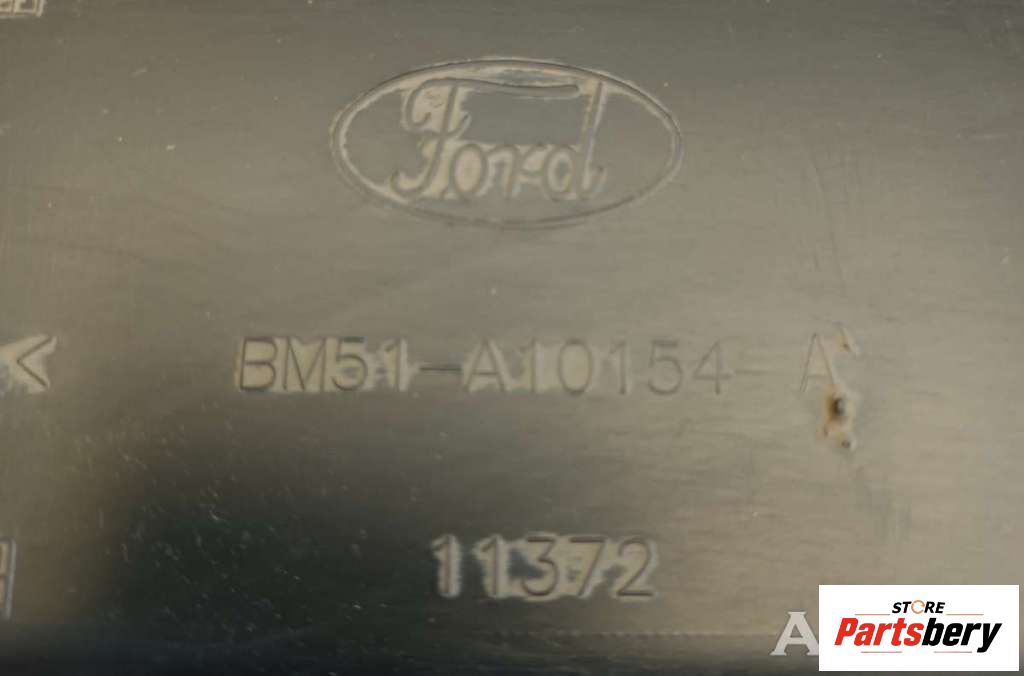 Ford
BM51-A10154-A
11372
A
STORE
Partsbery